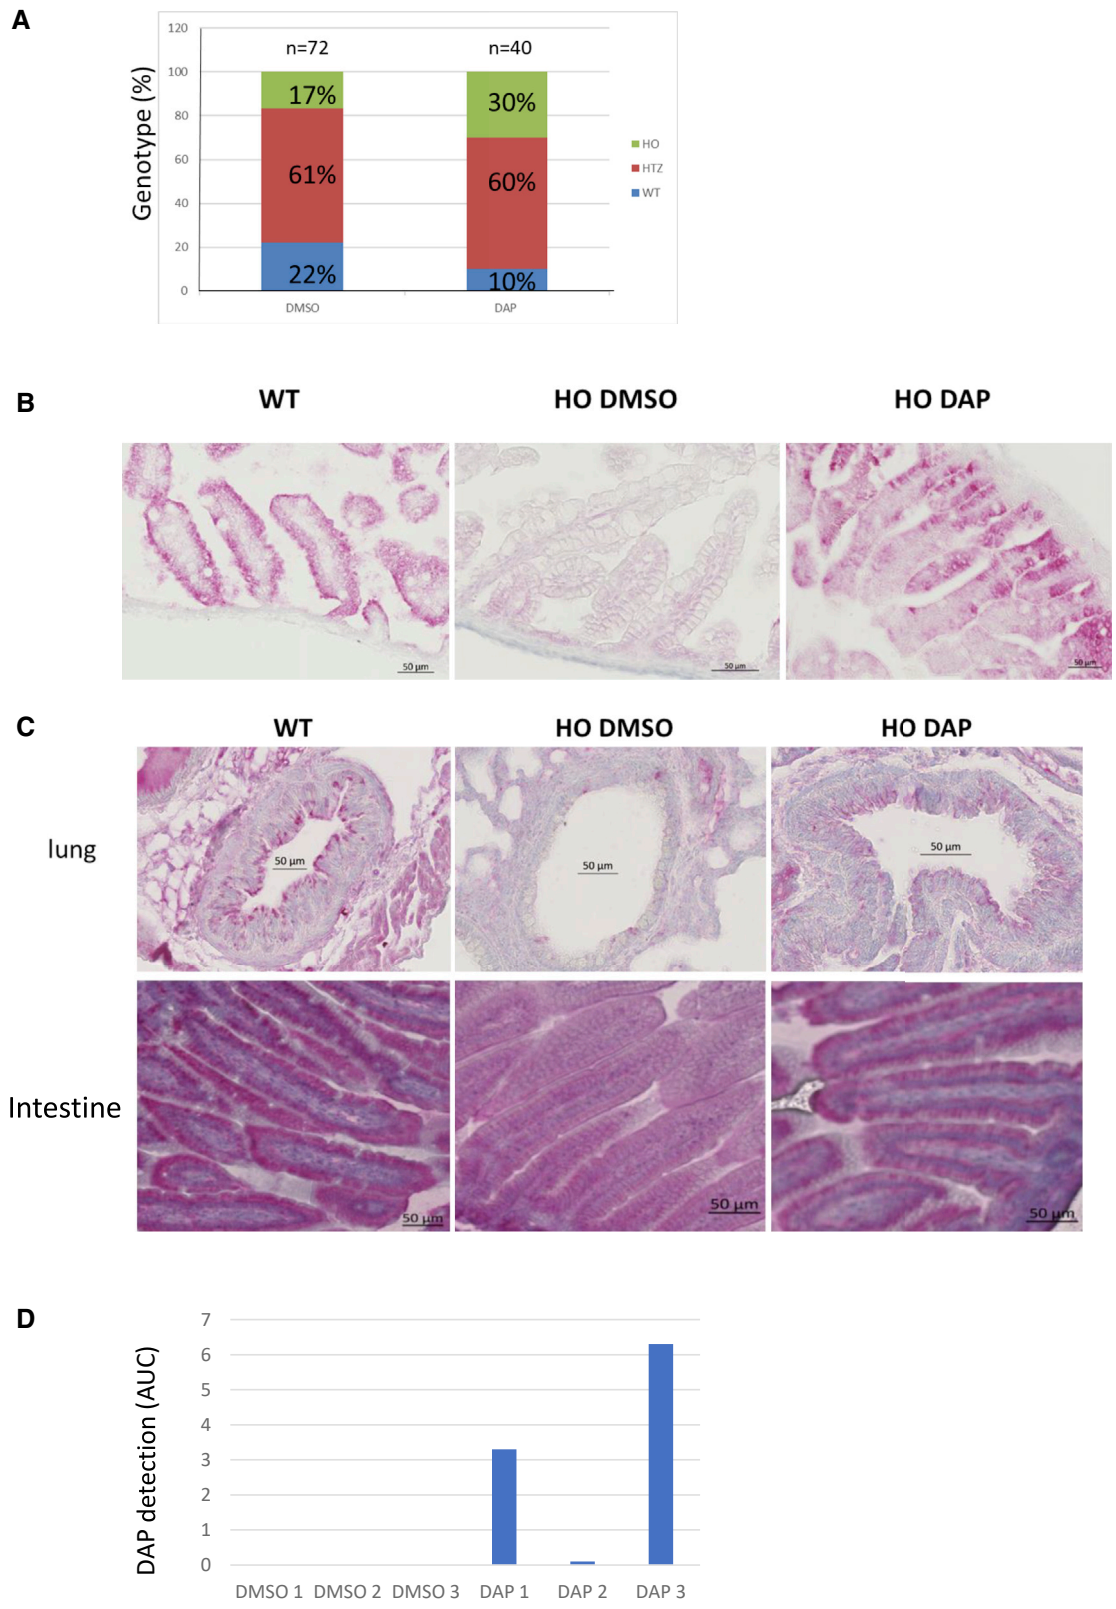 A
Genotype (%)
120
100
80
60
40
20
0
n=72
n=40
17%
30%
61%
60%
22%
10%
DMSO
DAP
HO
HTZ
WT
B
WT
HO DMSO
HO DAP
50 µm
50 µm
50 µm
C
WT
HO DMSO
HO DAP
lung
50 µm
50 µm
50 µm
Intestine
50 µm
50 µm
50 µm
D
DAP detection (AUC)
7
6
5
4
3
2
1
0
DMSO 1
DMSO 2
DMSO 3
DAP 1
DAP 2
DAP 3